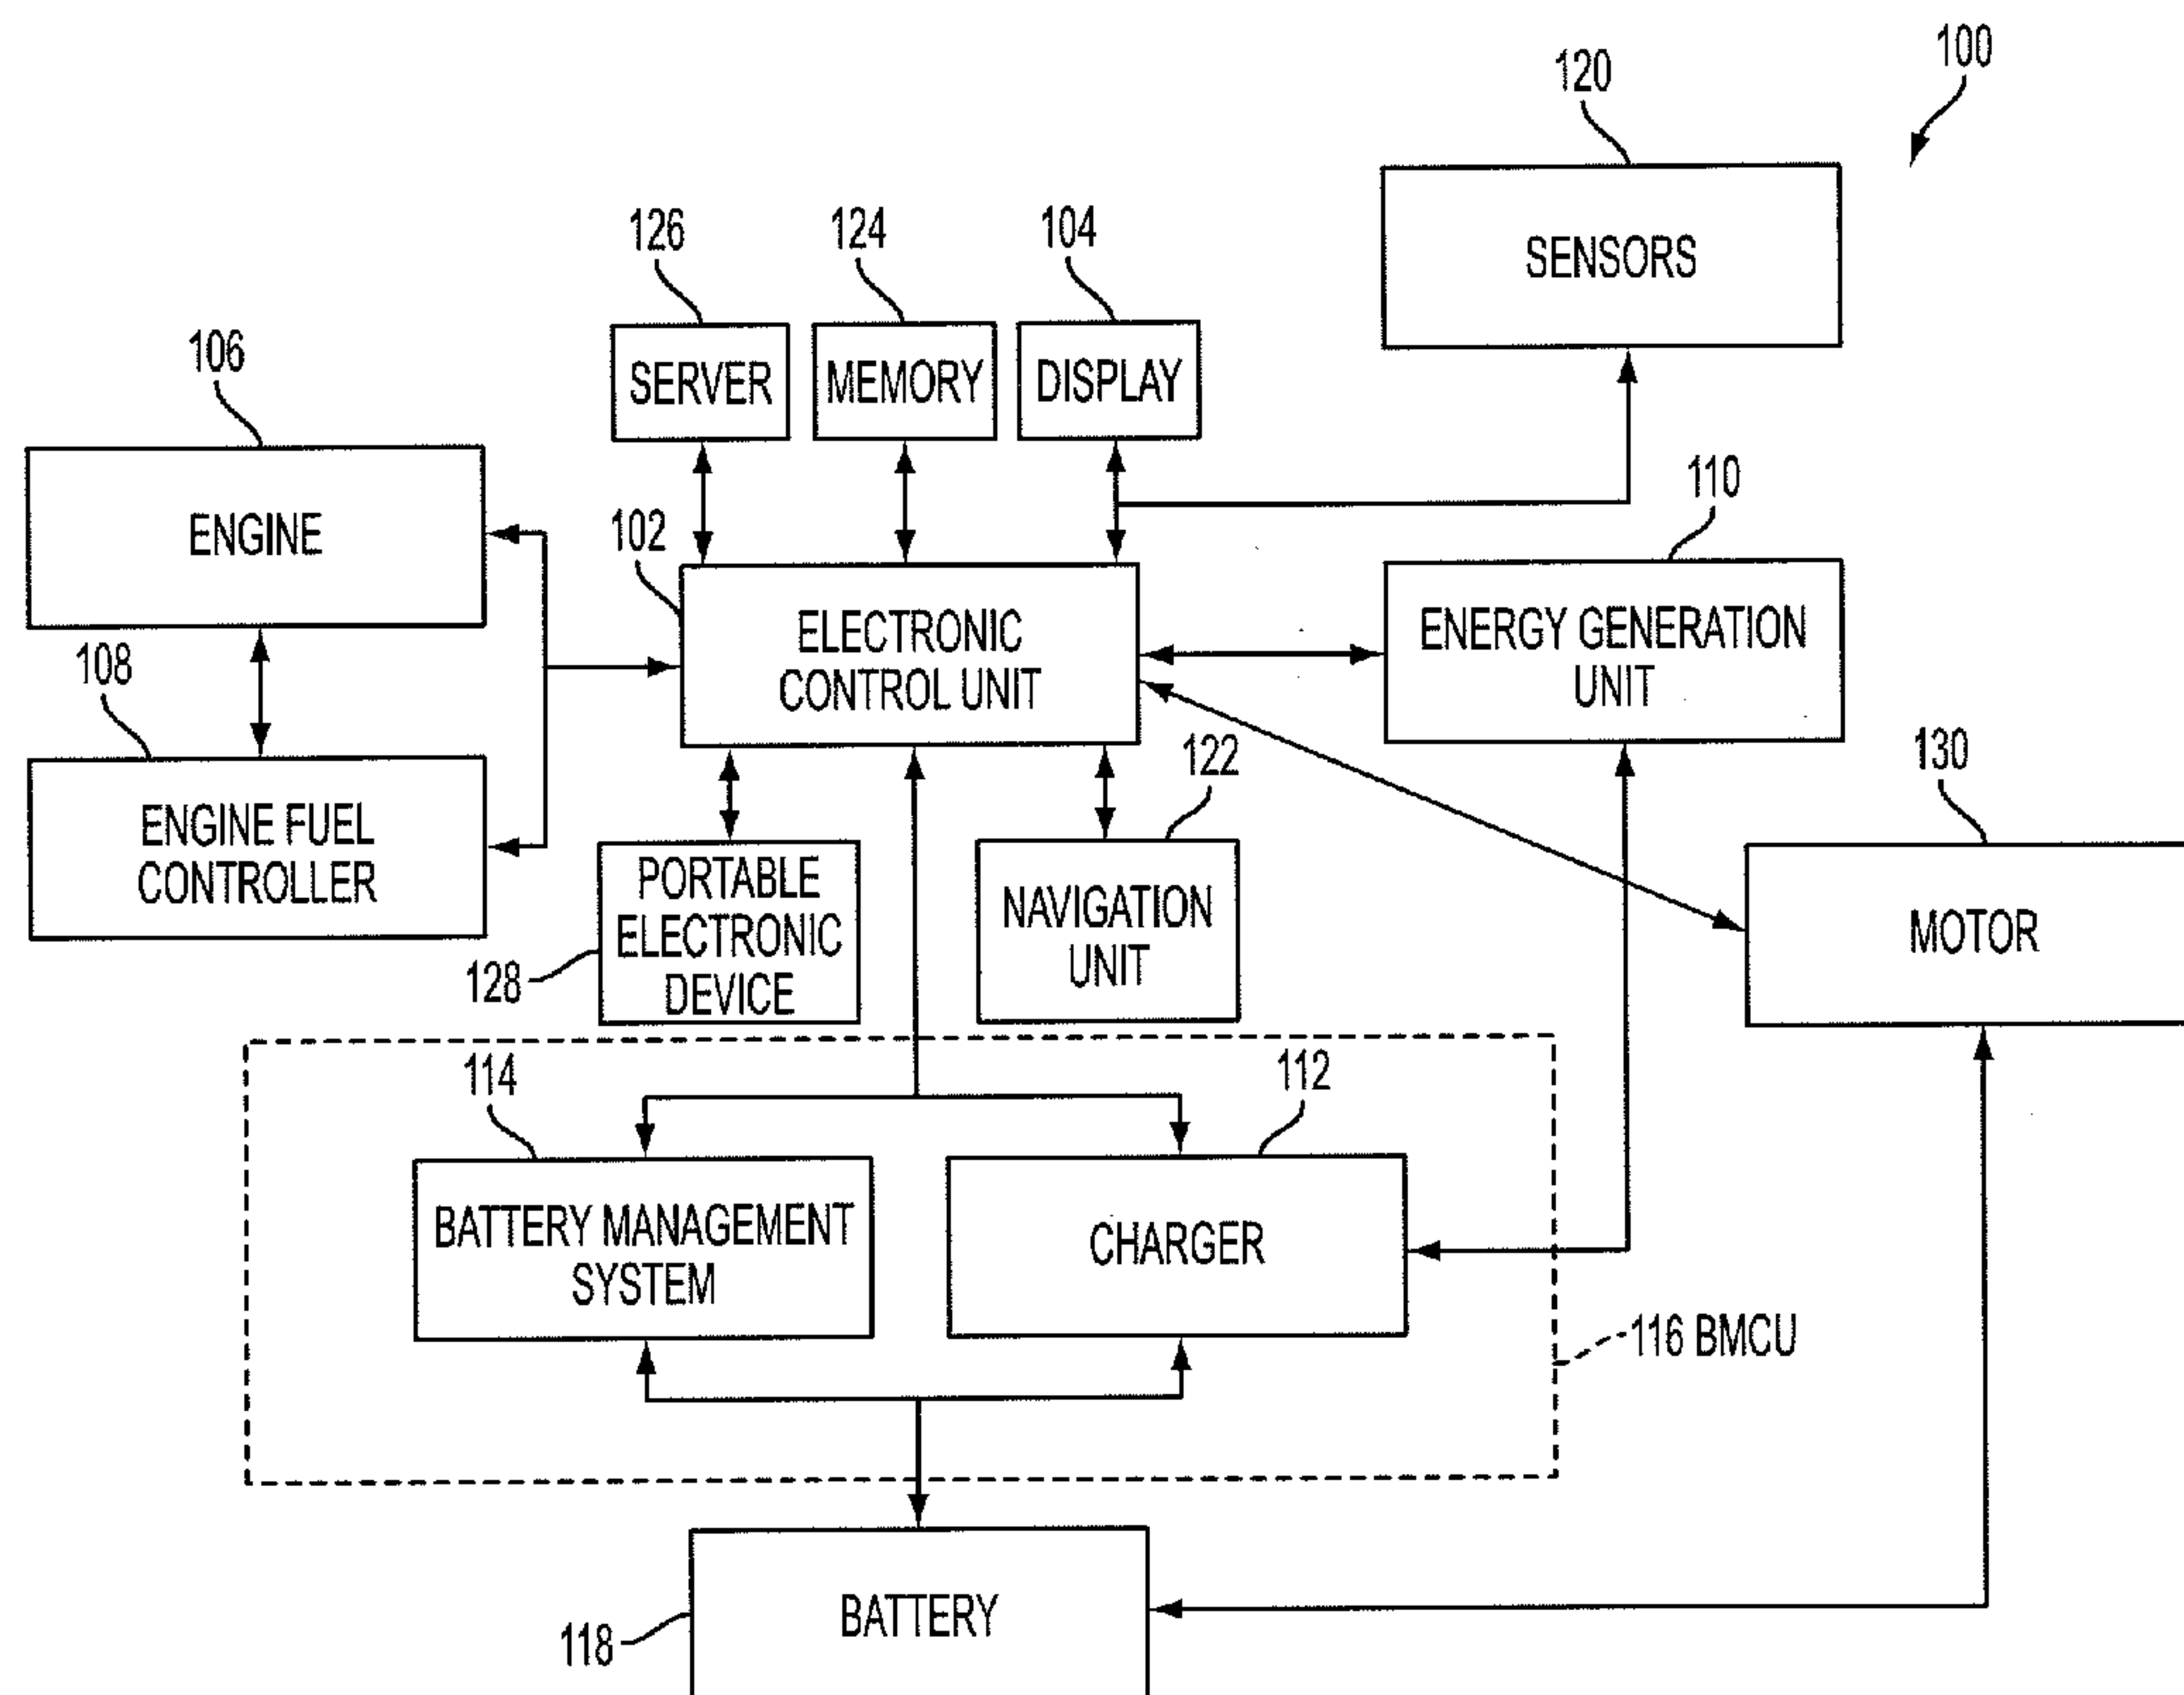 100
120
SENSORS
126
124
104
SERVER
MEMORY
DISPLAY
106
ENGINE
102
ELECTRONIC
CONTROL UNIT
110
ENERGY GENERATION
UNIT
108
ENGINE FUEL
CONTROLLER
128
PORTABLE
ELECTRONIC
DEVICE
122
NAVIGATION
UNIT
130
MOTOR
114
BATTERY MANAGEMENT
SYSTEM
112
CHARGER
116 BMCU
118
BATTERY